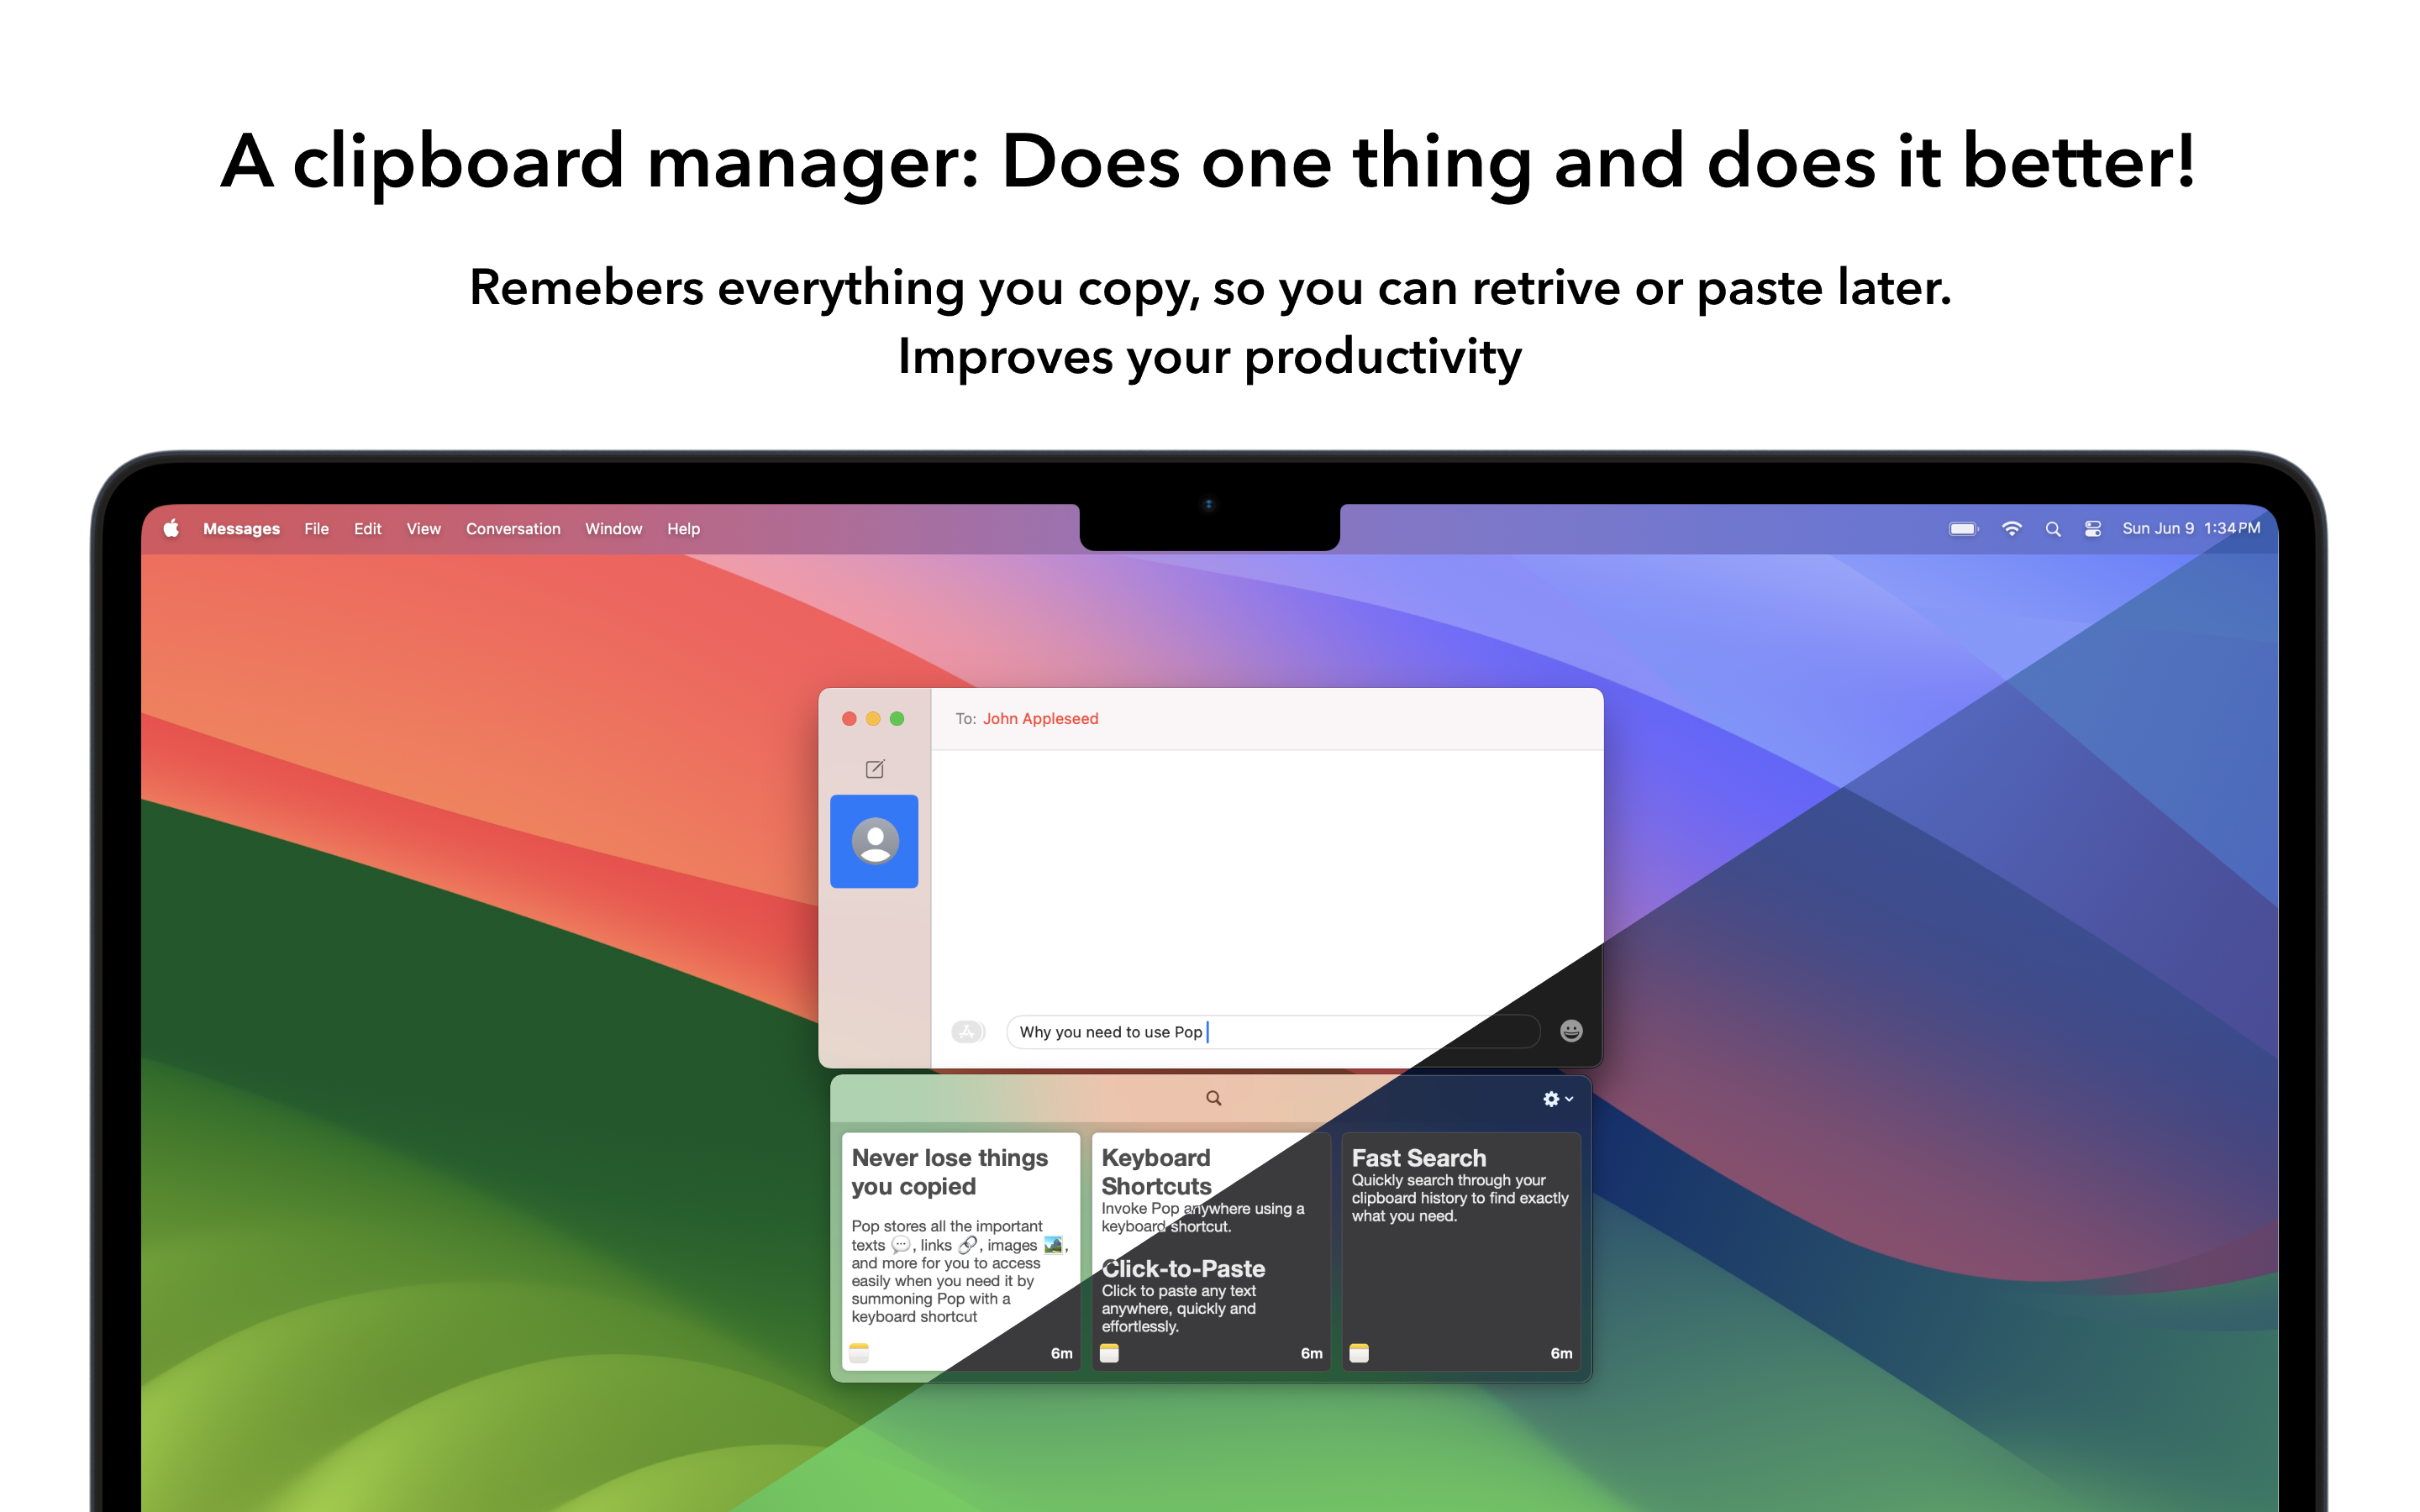 A clipboard manager: Does one thing and does it better!
Remebers everything you copy, so you can retrive or paste later.
Improves your productivity
Messages File Edit View Conversation Window Help
Sun Jun 9 1:34PM
To: John Appleseed
Why you need to use Pop
Never lose things
you copied
Pop stores all the important
texts 💬, links 🔗, images 🏞️,
and more for you to access
easily when you need it by
summoning Pop with a
keyboard shortcut
6m
Keyboard
Shortcuts
Invoke Pop anywhere using a
keyboard shortcut.
Click-to-Paste
Click to paste any text
anywhere, quickly and
effortlessly.
6m
Fast Search
Quickly search through your
clipboard history to find exactly
what you need.
6m